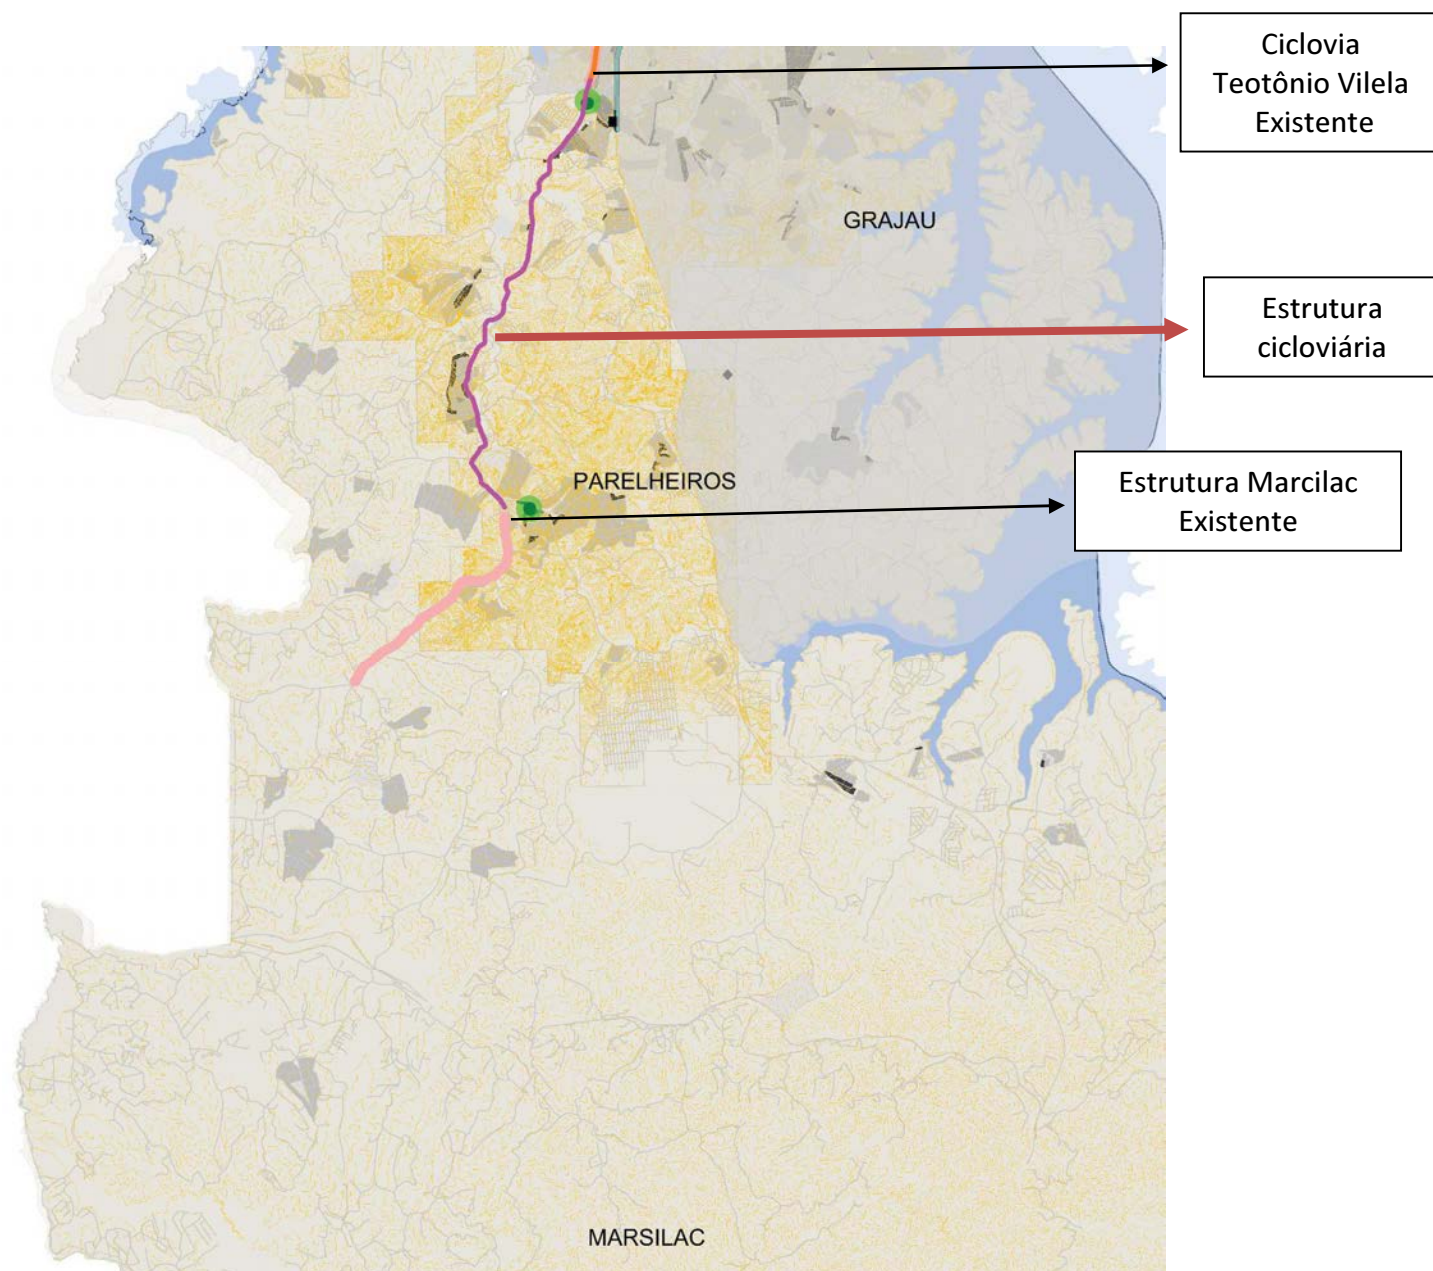 Ciclovia
Teotônio Vilela
Existente
GRAJAU
Estrutura
cicloviária
PARELHEIROS
Estrutura Marcilac
Existente
MARSILAC